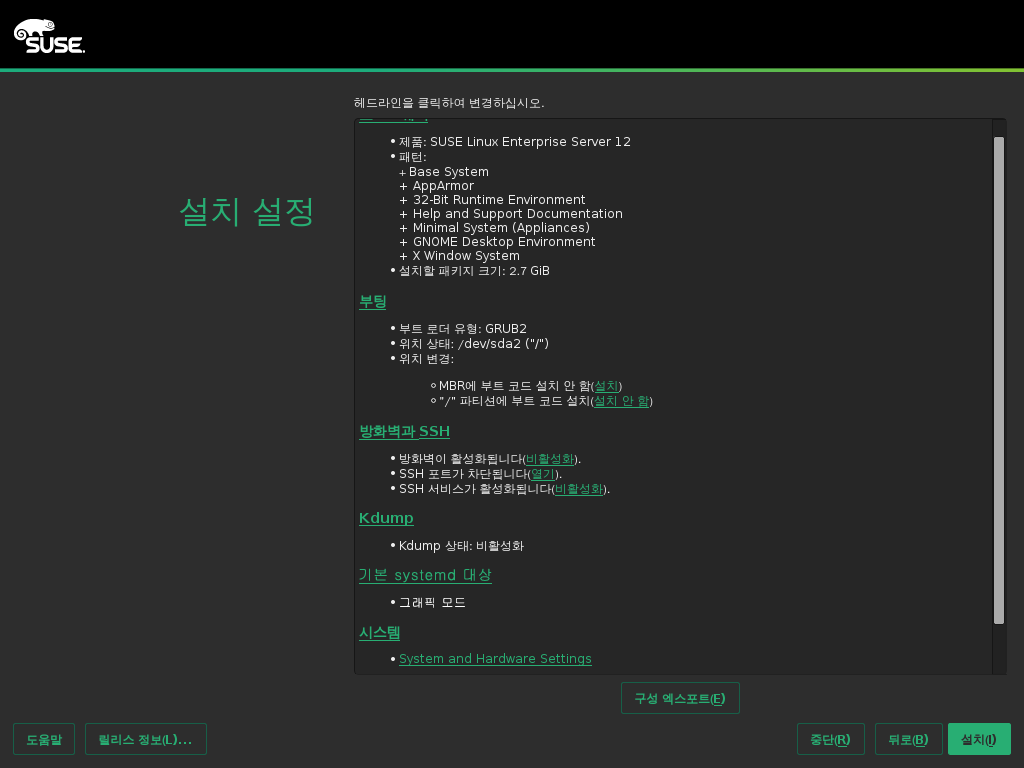 SUSE
헤드라인을 클릭하여 변경하십시오.
설치 설정
• 제품: SUSE Linux Enterprise Server 12
• 패턴:
+ Base System
+ AppArmor
+ 32-Bit Runtime Environment
+ Help and Support Documentation
+ Minimal System (Appliances)
+ GNOME Desktop Environment
+ X Window System
• 설치할 패키지 크기: 2.7 GiB
부팅
• 부트 로더 유형: GRUB2
• 위치 상태: /dev/sda2 ("/")
• 위치 변경:
◦ MBR에 부트 코드 설치 안 함(설치)
◦ "/" 파티션에 부트 코드 설치(설치 안 함)
방화벽과 SSH
• 방화벽이 활성화됩니다(비활성화).
• SSH 포트가 차단됩니다(열기).
• SSH 서비스가 활성화됩니다(비활성화).
Kdump
• Kdump 상태: 비활성화
기본 systemd 대상
• 그래픽 모드
시스템
• System and Hardware Settings
구성 엑스포트(E)
도움말 릴리스 정보(L)... 중단(R) 뒤로(B) 설치(I)